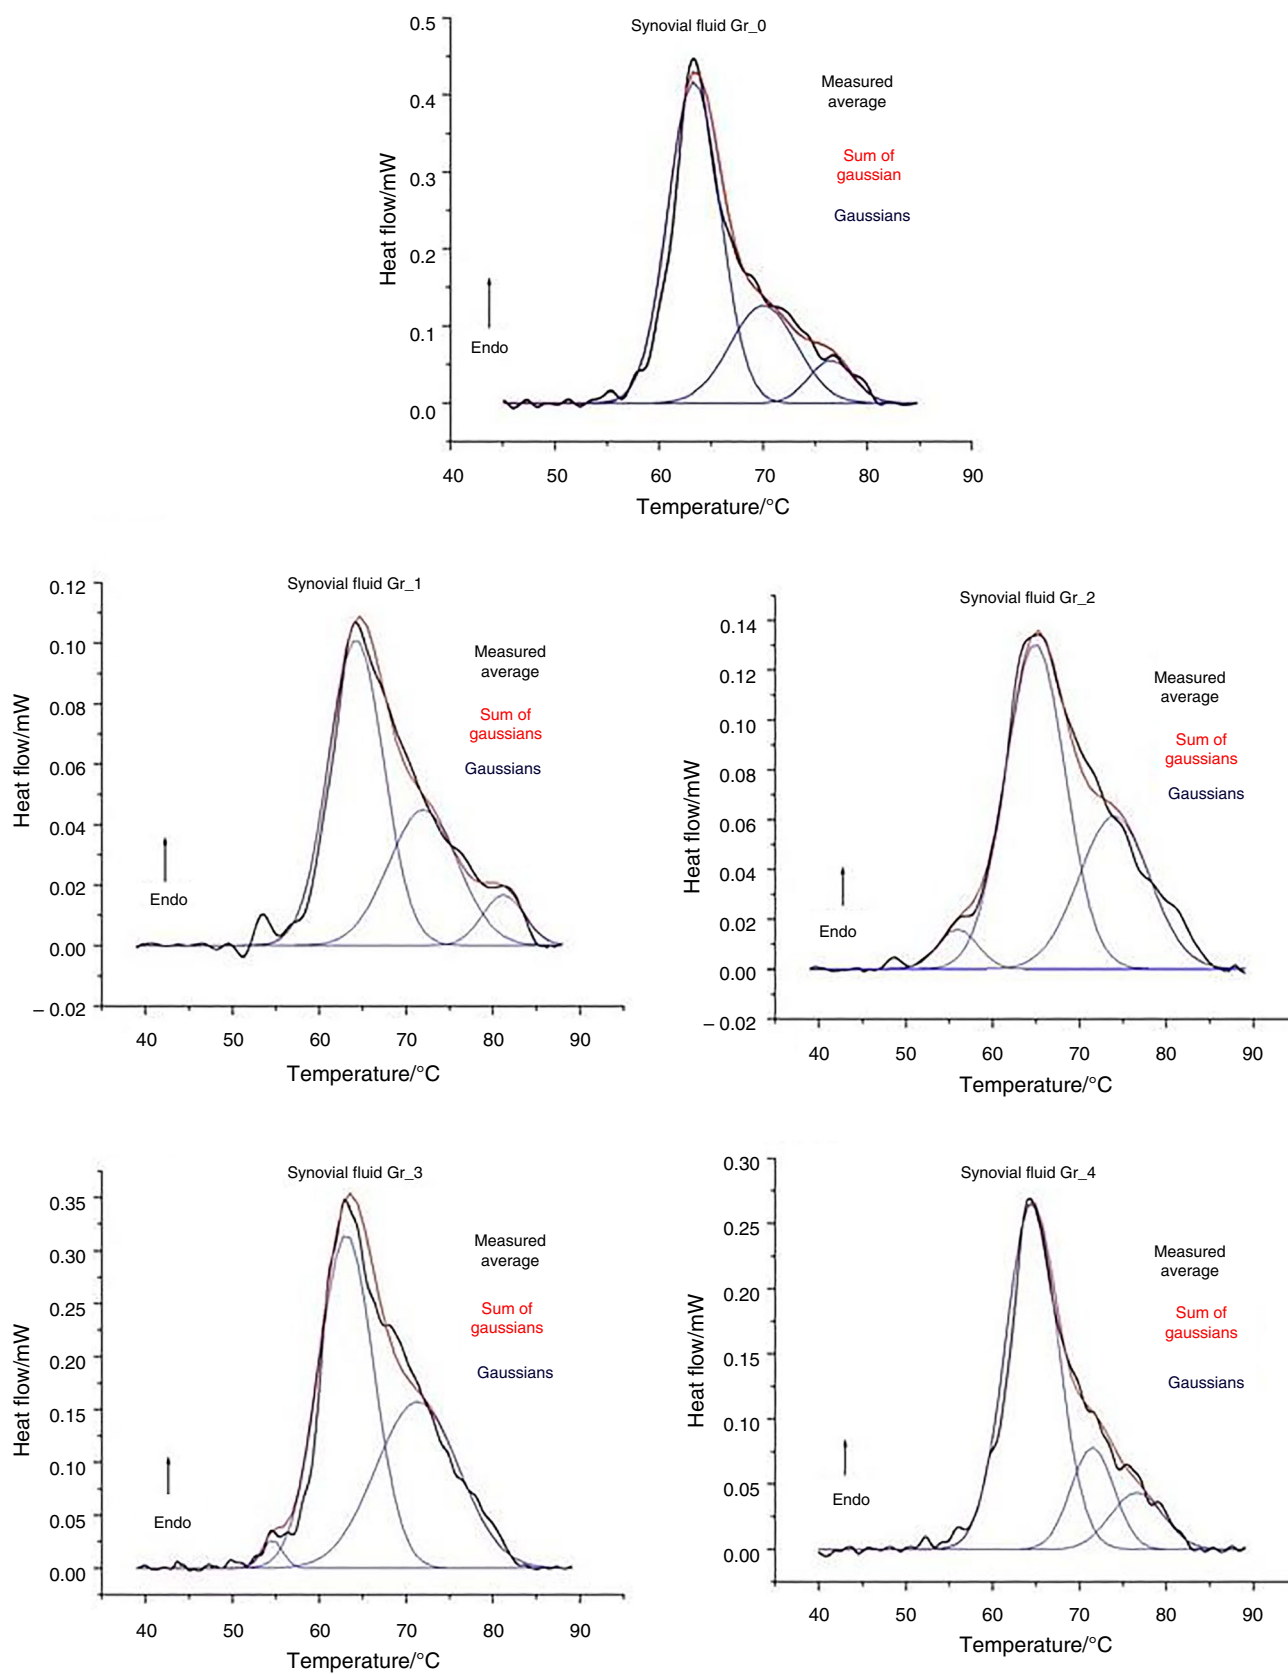 Synovial fluid Gr_0
0.5
0.4
0.3
0.2
0.1
0.0
Heat flow/mW
Measured
average
Sum of
gaussian
Gaussians
Endo
40 50 60 70 80 90
Temperature/°C
Synovial fluid Gr_1
0.12
0.10
0.08
0.06
0.04
0.02
0.00
– 0.02
Heat flow/mW
Measured
average
Sum of
gaussians
Gaussians
Endo
40 50 60 70 80 90
Temperature/°C
Synovial fluid Gr_2
0.14
0.12
0.10
0.08
0.06
0.04
0.02
0.00
– 0.02
Heat flow/mW
Measured
average
Sum of
gaussians
Gaussians
Endo
40 50 60 70 80 90
Temperature/°C
Synovial fluid Gr_3
0.35
0.30
0.25
0.20
0.15
0.10
0.05
0.00
Heat flow/mW
Measured
average
Sum of
gaussians
Gaussians
Endo
40 50 60 70 80 90
Temperature/°C
Synovial fluid Gr_4
0.30
0.25
0.20
0.15
0.10
0.05
0.00
Heat flow/mW
Measured
average
Sum of
gaussians
Gaussians
Endo
40 50 60 70 80 90
Temperature/°C